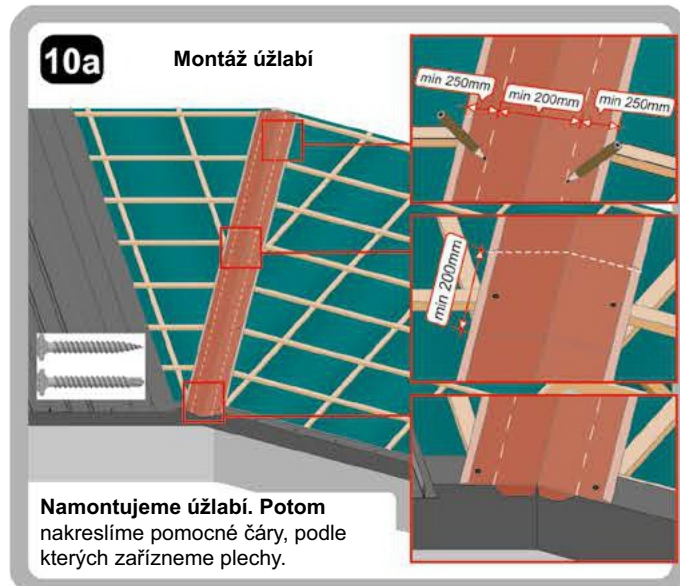 10a
Montáž úžlabí
min 250mm
min 200mm
min 250mm
min 200mm
Namontujeme úžlabí. Potom
nakreslíme pomocné čáry, podle
kterých zařízneme plechy.